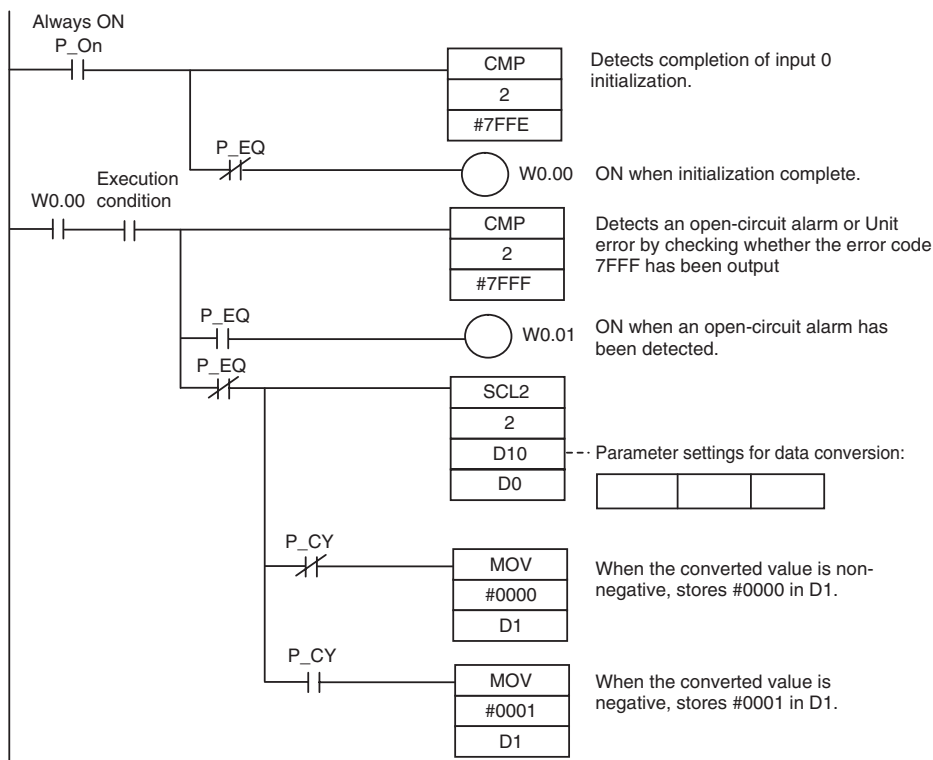 Always ON
P_On
CMP
2
#7FFE
Detects completion of input 0
initialization.
P_EQ
W0.00
ON when initialization complete.
Execution
W0.00 condition
CMP
2
#7FFF
Detects an open-circuit alarm or Unit
error by checking whether the error code
7FFF has been output
P_EQ
W0.01
ON when an open-circuit alarm has
been detected.
P_EQ
SCL2
2
D10
D0
Parameter settings for data conversion:
P_CY
MOV
#0000
D1
When the converted value is non-
negative, stores #0000 in D1.
P_CY
MOV
#0001
D1
When the converted value is
negative, stores #0001 in D1.